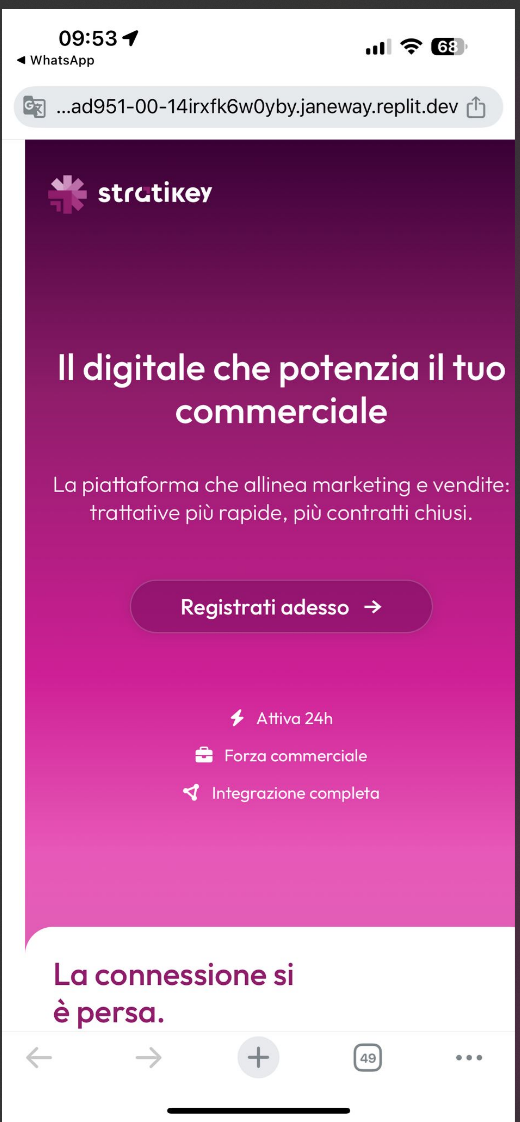 09:53
68
WhatsApp
...ad951-00-14irxfk6w0yby.janeway.replit.dev
stratikey
Il digitale che potenzia il tuo
commerciale
La piattaforma che allinea marketing e vendite:
trattative più rapide, più contratti chiusi.
Registrati adesso
Attiva 24h
Forza commerciale
Integrazione completa
La connessione si
è persa.
49